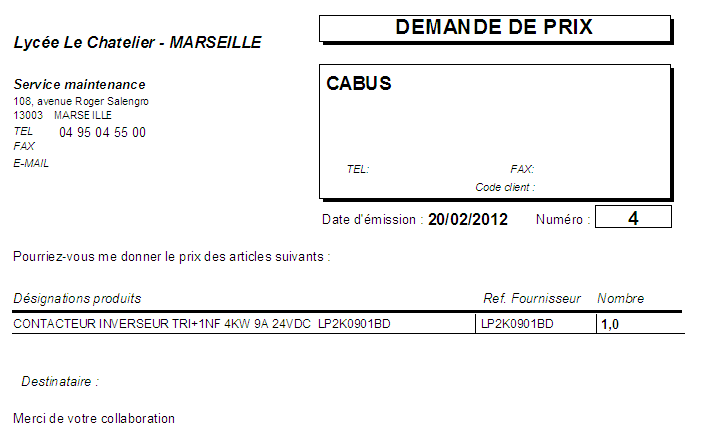 DEMANDE DE PRIX
Lycée Le Chatelier - MARSEILLE
Service maintenance
108, avenue Roger Salengro
13003 MARSEILLE
TEL 04 95 04 55 00
FAX
E-MAIL
CABUS
TEL: FAX:
Code client :
Date d'émission : 20/02/2012 Numéro : 4
Pourriez-vous me donner le prix des articles suivants :
Désignations produits Ref. Fournisseur Nombre
CONTACTEUR INVERSEUR TRI+1NF 4KW 9A 24VDC LP2K0901BD LP2K0901BD 1,0
Destinataire :
Merci de votre collaboration